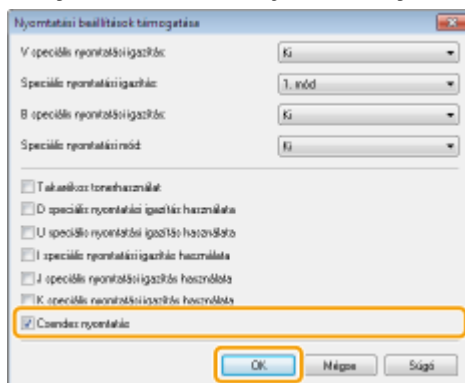 Nyomtatási beállítások támogatása
V speciális nyomtatási igazítás: Ki
Speciális nyomtatási igazítás: 1. mód
B speciális nyomtatási igazítás: Ki
Speciális nyomtatási mód: Ki
Takarékos tonerhasználat
D speciális nyomtatási igazítás használata
U speciális nyomtatási igazítás használata
I speciális nyomtatási igazítás használata
J speciális nyomtatási igazítás használata
K speciális nyomtatási igazítás használata
Csendes nyomtatás
OK Mégse Súgó